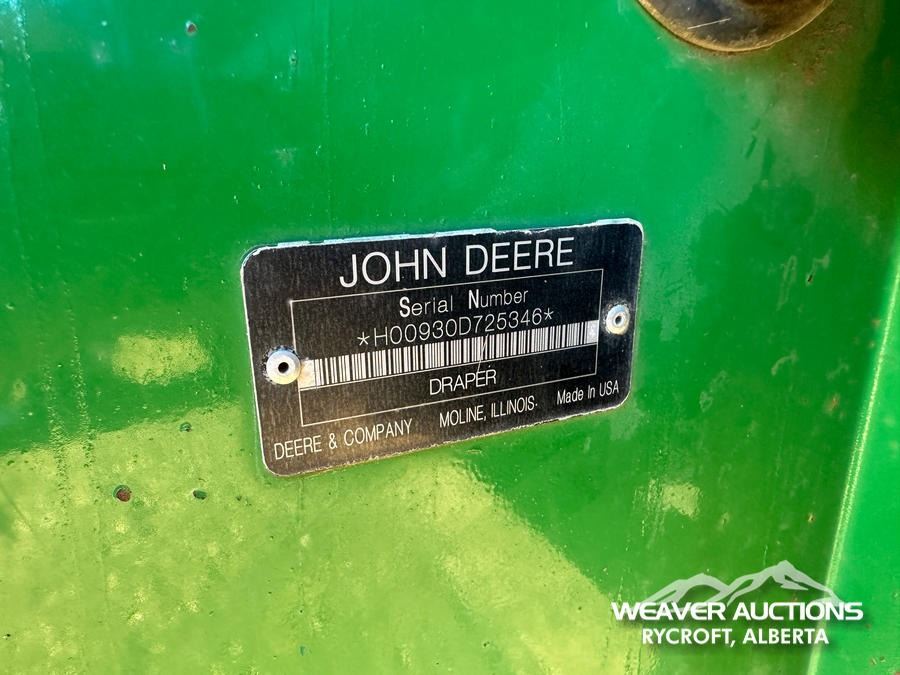 JOHN DEERE
Serial Number
*H00930D725346*
DRAPER
DEERE & COMPANY MOLINE, ILLINOIS. Made In USA
WEAVER AUCTIONS
RYCROFT, ALBERTA